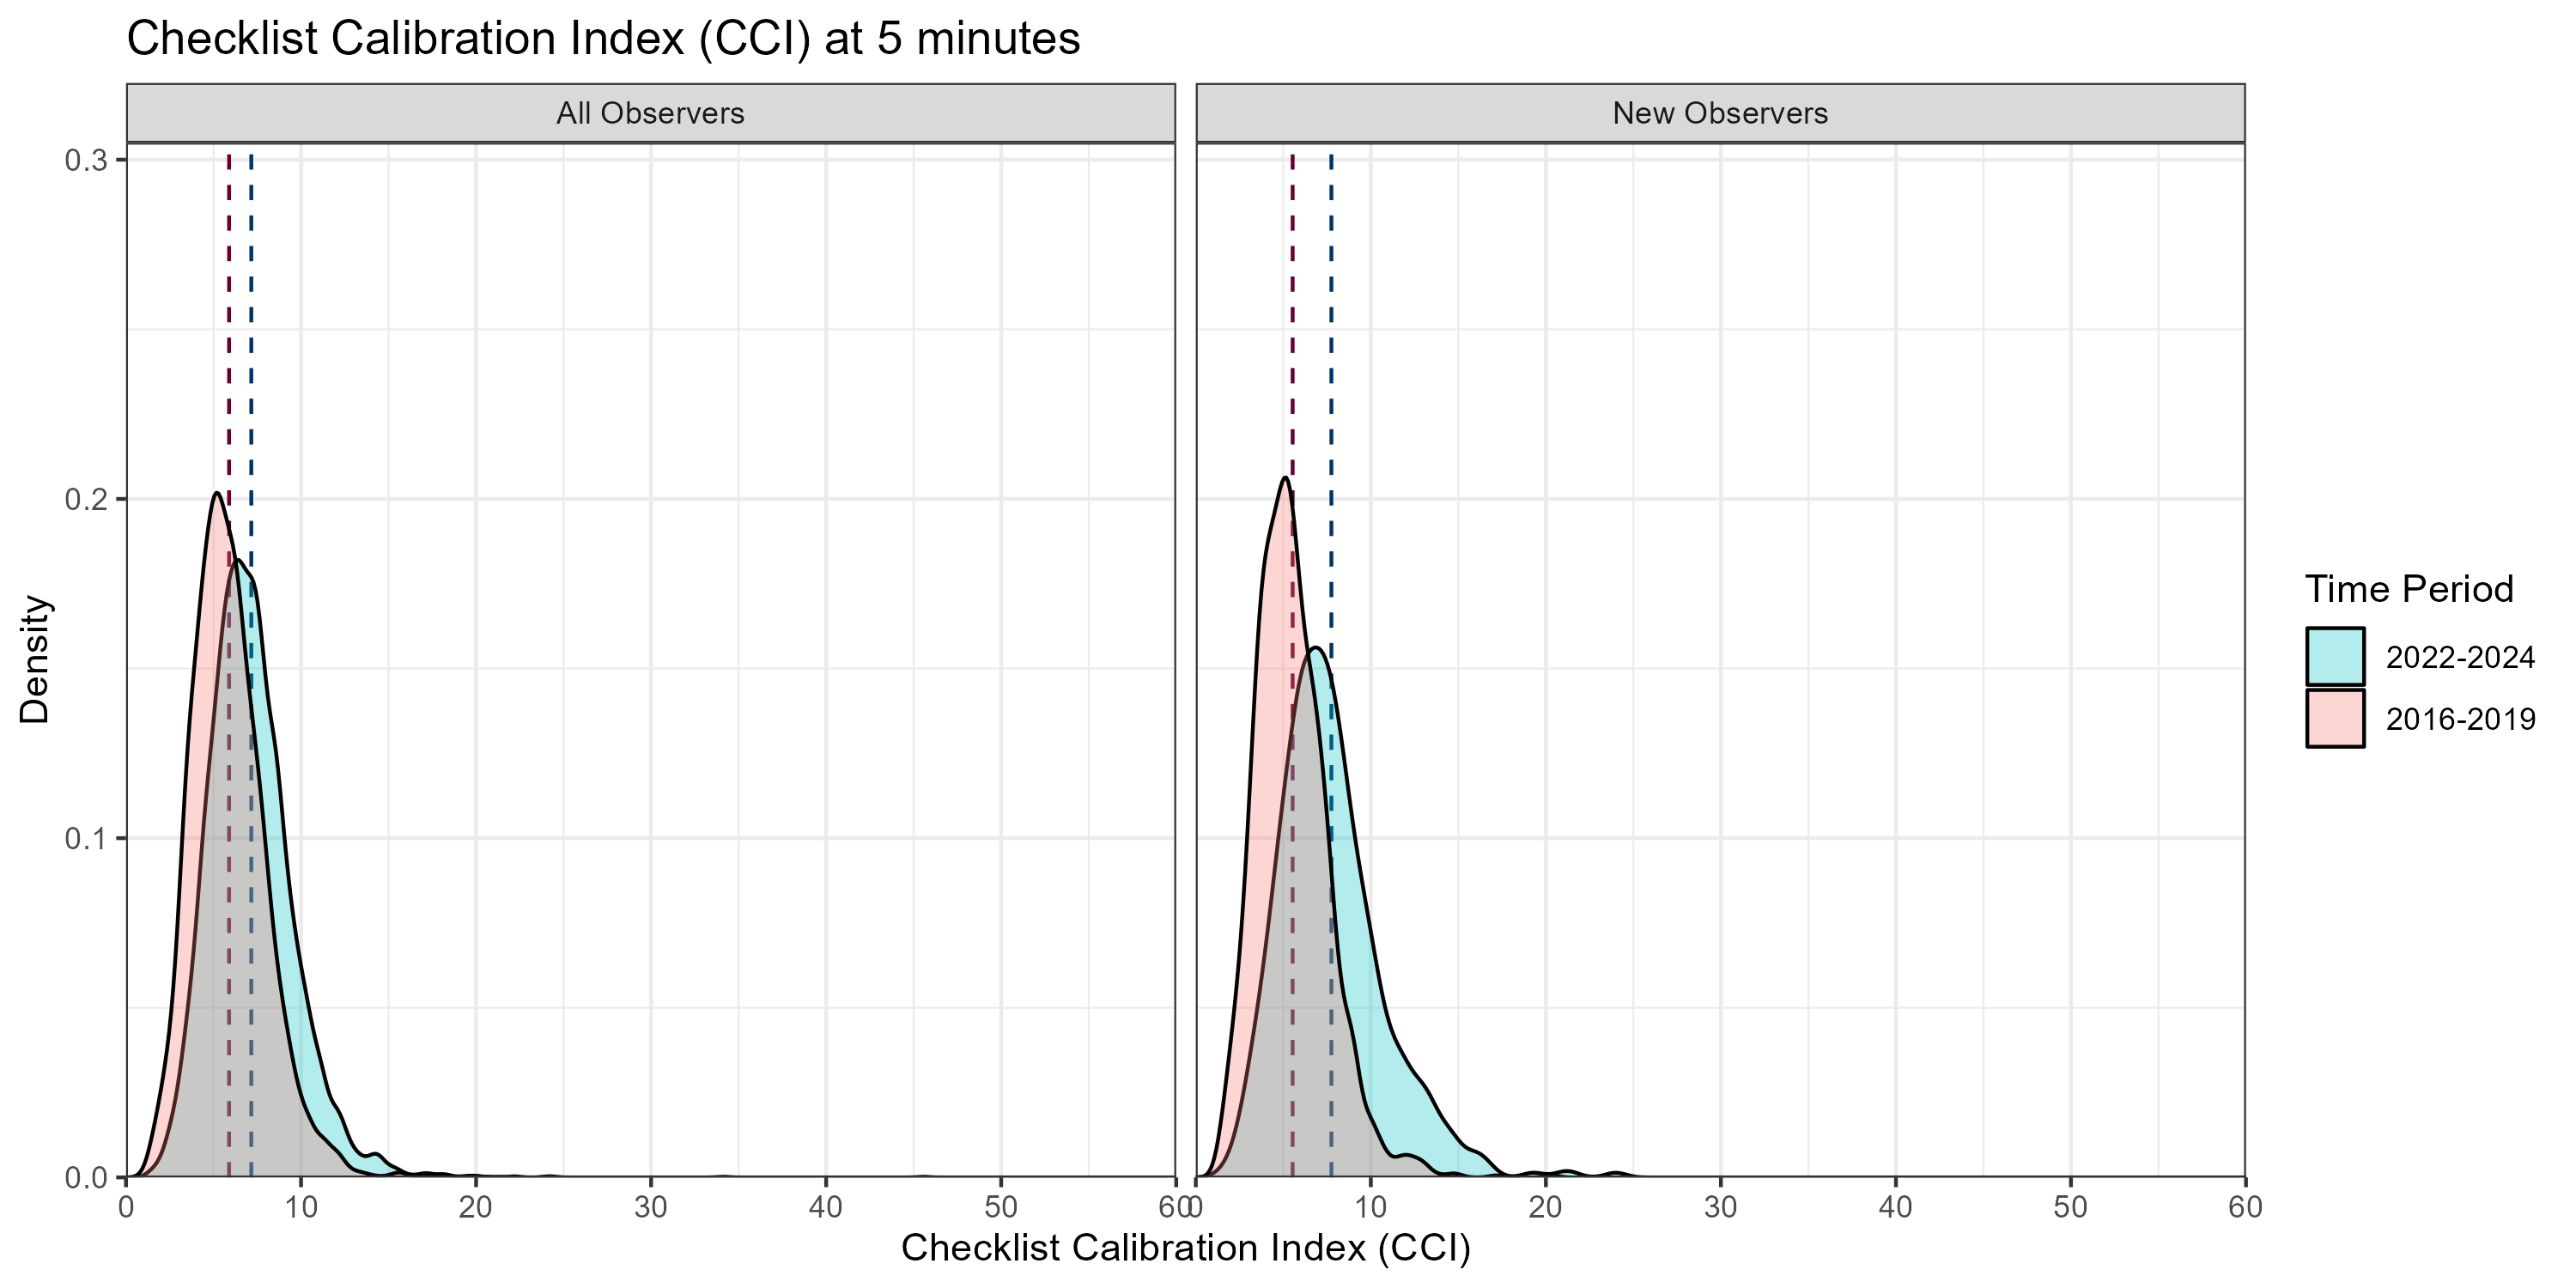 Checklist Calibration Index (CCI) at 5 minutes
All Observers
New Observers
0.3
0.2
0.1
0.0
Density
0 10 20 30 40 50 60
0 10 20 30 40 50 60
Checklist Calibration Index (CCI)
Time Period
2022-2024
2016-2019